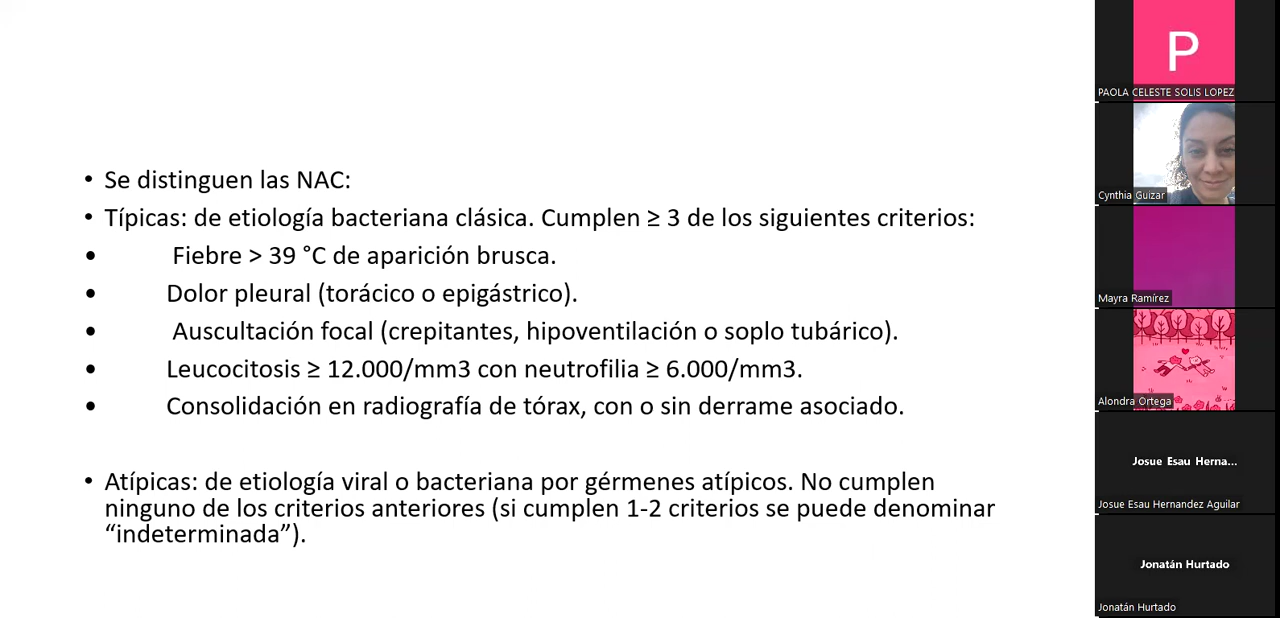 • Se distinguen las NAC:
• Típicas: de etiología bacteriana clásica. Cumplen ≥ 3 de los siguientes criterios:
• Fiebre > 39 °C de aparición brusca.
• Dolor pleural (torácico o epigástrico).
• Auscultación focal (crepitantes, hipoventilación o soplo tubárico).
• Leucocitosis ≥ 12.000/mm3 con neutrofilia ≥ 6.000/mm3.
• Consolidación en radiografía de tórax, con o sin derrame asociado.
• Atípicas: de etiología viral o bacteriana por gérmenes atípicos. No cumplen
ninguno de los criterios anteriores (si cumplen 1-2 criterios se puede denominar
“indeterminada”).
P
PAOLA CELESTE SOLIS LOPEZ
Cynthia Guizar
Mayra Ramírez
Alondra Ortega
Josue Esau Herna...
Josue Esau Hernandez Aguilar
Jonatán Hurtado
Jonatán Hurtado